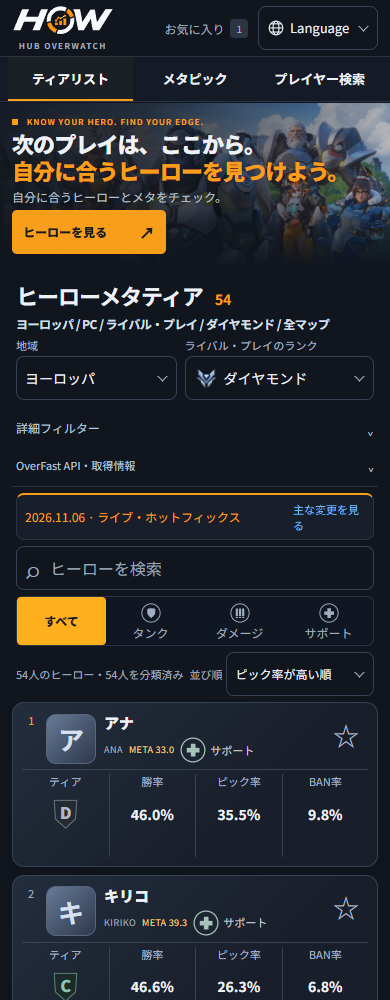 HOW
HUB OVERWATCH
お気に入り 1
Language
ティアリスト メタピック プレイヤー検索
KNOW YOUR HERO. FIND YOUR EDGE.
次のプレイは、ここから。
自分に合うヒーローを見つけよう。
自分に合うヒーローとメタをチェック。
ヒーローを見る ↗
ヒーローメタティア 54
ヨーロッパ / PC / ライバル・プレイ / ダイヤモンド / 全マップ
地域 ライバル・プレイのランク
ヨーロッパ ダイヤモンド
詳細フィルター
OverFast API・取得情報
2026.11.06 · ライブ・ホットフィックス 主な変更を見
る
ヒーローを検索
すべて タンク ダメージ サポート
54人のヒーロー・54人を分類済み 並び順 ピック率が高い順
1 ア アナ ☆
ANA META 33.0 サポート
ティア 勝率 ピック率 BAN率
D 46.0% 35.5% 9.8%
2 キ キリコ ☆
KIRIKO META 39.3 サポート
ティア 勝率 ピック率 BAN率
C 46.6% 26.3% 6.8%